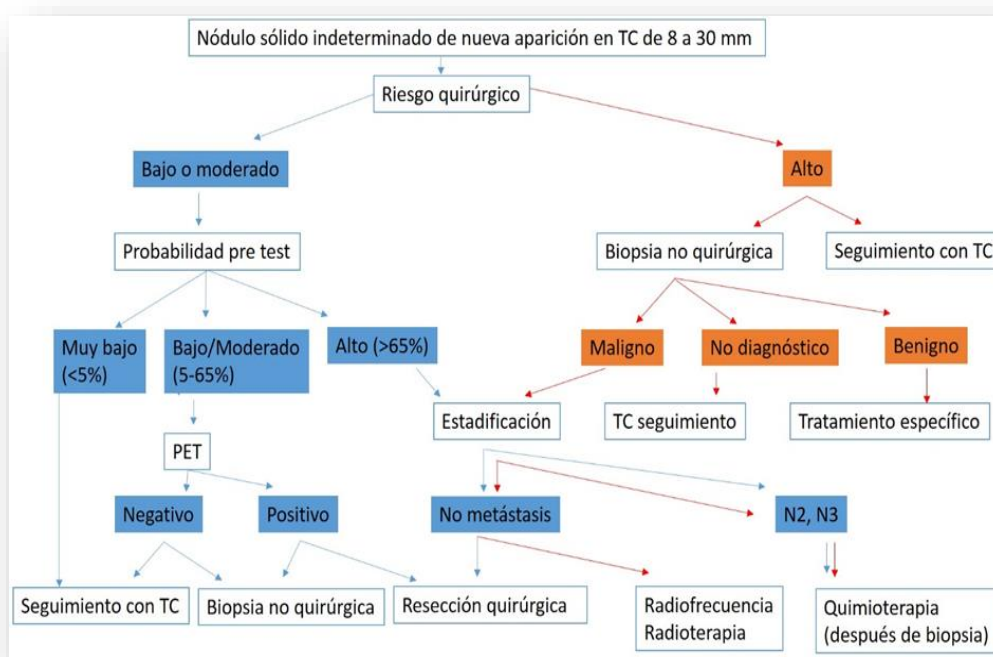 Nódulo sólido indeterminado de nueva aparición en TC de 8 a 30 mm
Riesgo quirúrgico
Bajo o moderado
Alto
Probabilidad pre test
Biopsia no quirúrgica
Seguimiento con TC
Muy bajo
(<5%)
Bajo/Moderado
(5-65%)
Alto (>65%)
Maligno
No diagnóstico
Benigno
Estadificación
TC seguimiento
Tratamiento específico
PET
Negativo
Positivo
No metástasis
N2, N3
Seguimiento con TC
Biopsia no quirúrgica
Resección quirúrgica
Radiofrecuencia
Radioterapia
Quimioterapia
(después de biopsia)